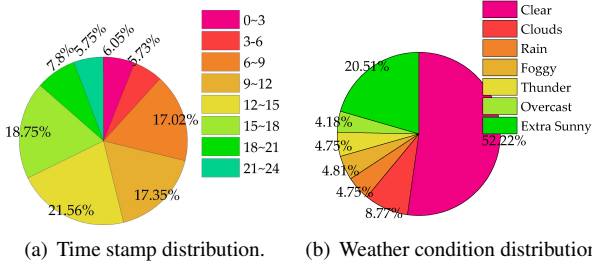 7.8%
5.75%
6.05%
5.73%
17.02%
17.35%
21.56%
18.75%
0~3
3-6
6~9
9~12
12~15
15~18
18~21
21~24
(a) Time stamp distribution.
20.51%
4.18%
4.75%
4.81%
4.75%
8.77%
52.22%
Clear
Clouds
Rain
Foggy
Thunder
Overcast
Extra Sunny
(b) Weather condition distribution